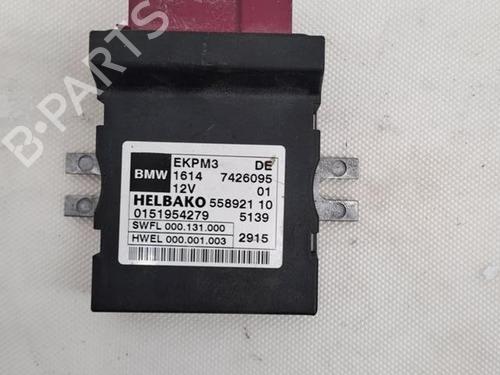 B-PARTS
BMW
EKPM3 DE
1614 7426095
12V 01
HELBAKO 558921 10
0151954279 5139
SWFL 000.131.000
HWEL 000.001.003 2915